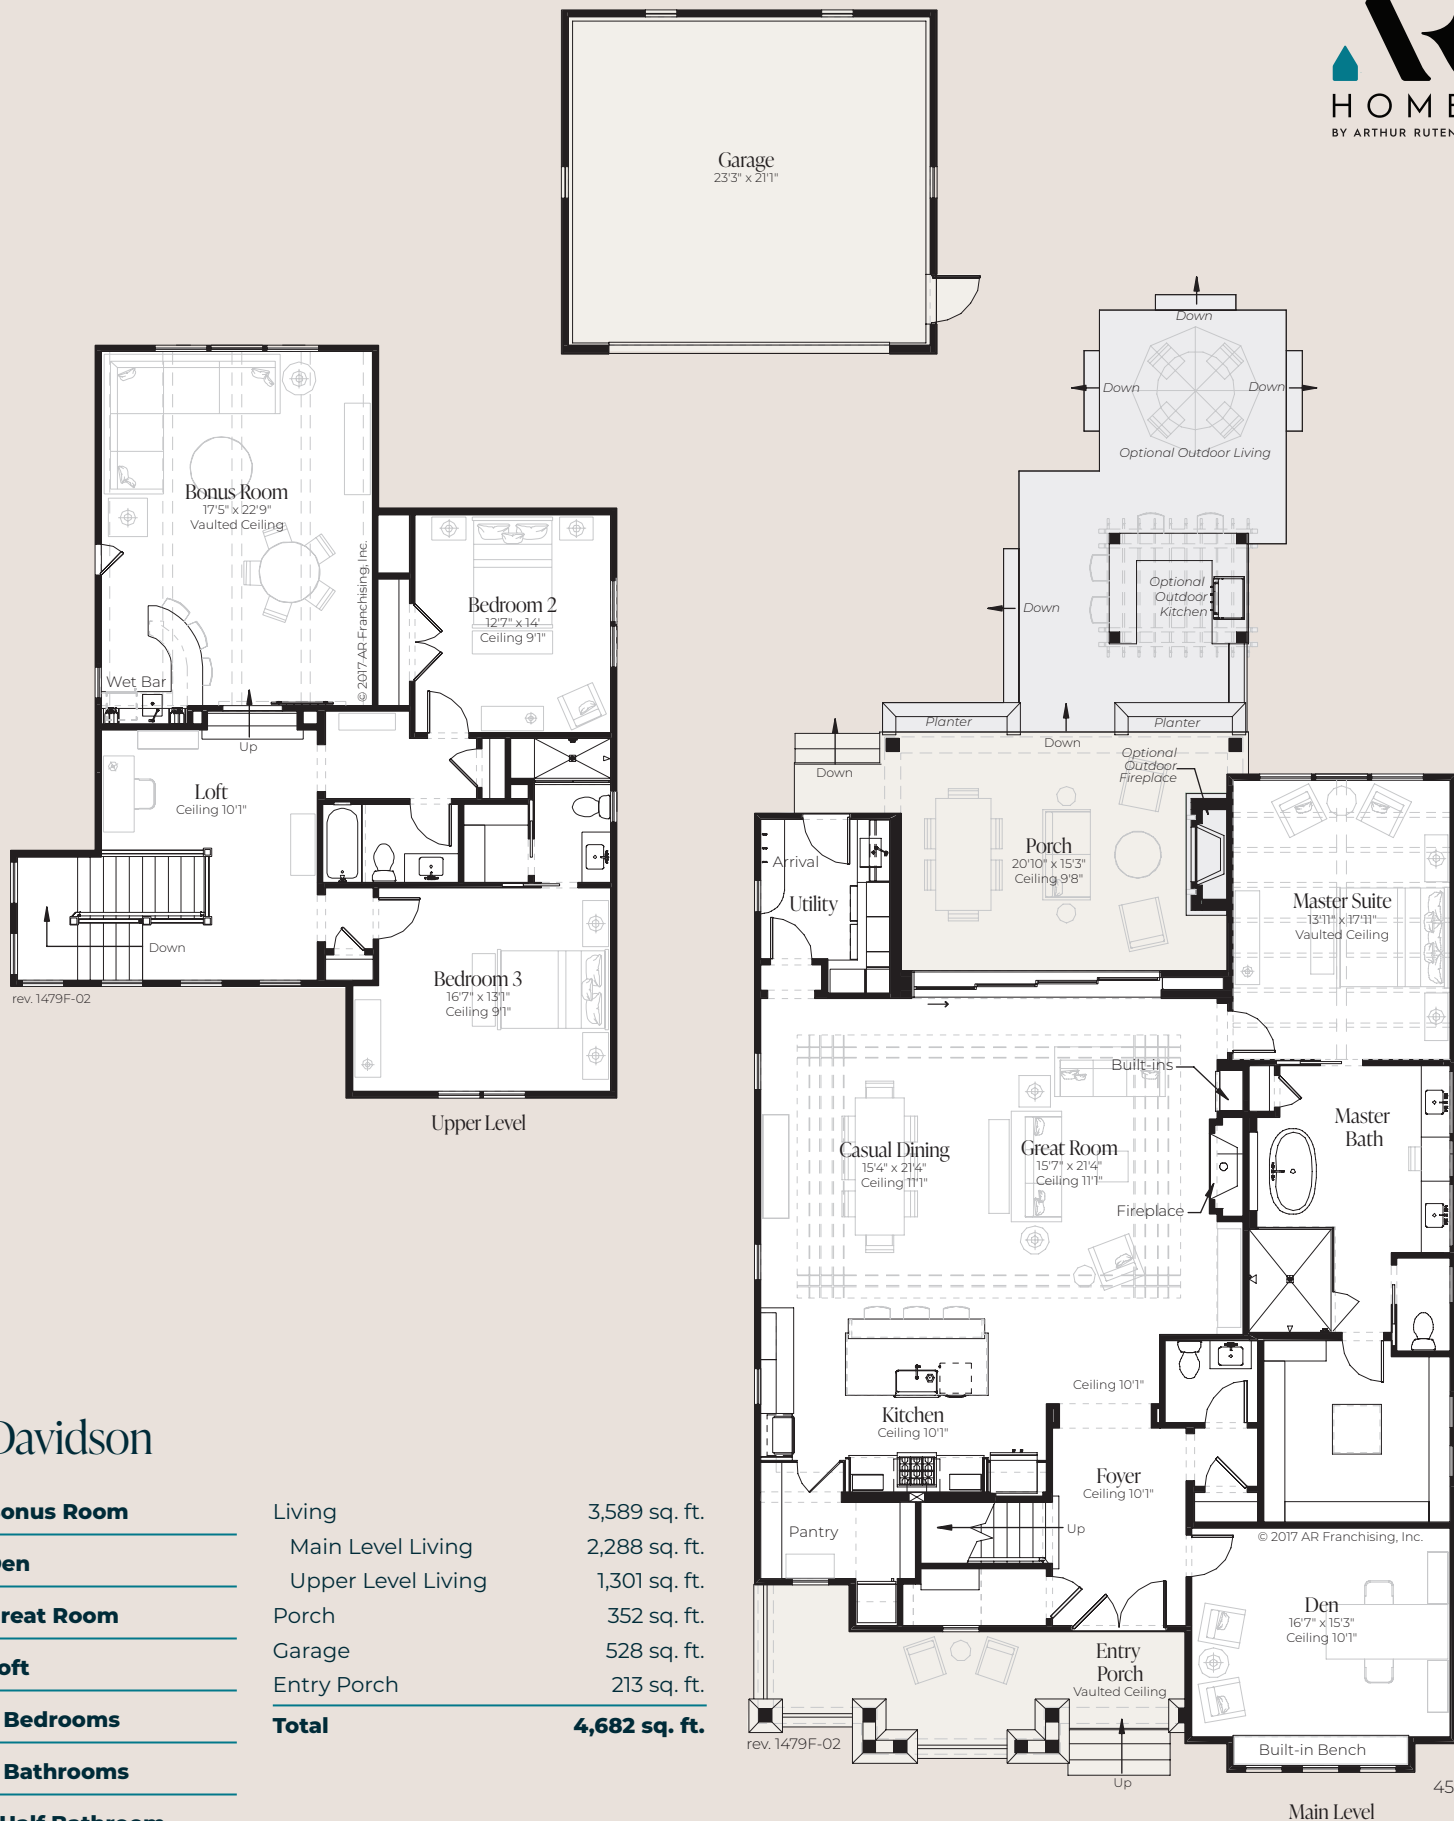 HOME
BY ARTHUR RUTEN
Garage
23'3" x 21'1"
Down
Down
Down
Optional Outdoor Living
Optional
Outdoor
Kitchen
Down
Planter
Planter
Down
Down
Optional
Outdoor
Fireplace
Bonus Room
17'5" x 22'9"
Vaulted Ceiling
© 2017 AR Franchising, Inc.
Wet Bar
Up
Bedroom 2
12'7" x 14'
Ceiling 9'1"
Loft
Ceiling 10'1"
Down
rev. 1479F-02
Bedroom 3
16'7" x 13'1"
Ceiling 9'1"
Upper Level
Arrival
Utility
Porch
20'10" x 15'3"
Ceiling 9'8"
Master Suite
13'11" x 17'11"
Vaulted Ceiling
Built-ins
Master
Bath
Casual Dining
15'4" x 21'4"
Ceiling 11'1"
Great Room
15'7" x 21'4"
Ceiling 11'1"
Fireplace
Ceiling 10'1"
Kitchen
Ceiling 10'1"
Foyer
Ceiling 10'1"
Pantry
Up
© 2017 AR Franchising, Inc.
Den
16'7" x 15'3"
Ceiling 10'1"
Entry
Porch
Vaulted Ceiling
Built-in Bench
rev. 1479F-02
Up
45
Main Level
Davidson
onus Room
en
reat Room
oft
Bedrooms
Bathrooms
Half Bathroom
Living 3,589 sq. ft.
Main Level Living 2,288 sq. ft.
Upper Level Living 1,301 sq. ft.
Porch 352 sq. ft.
Garage 528 sq. ft.
Entry Porch 213 sq. ft.
Total 4,682 sq. ft.